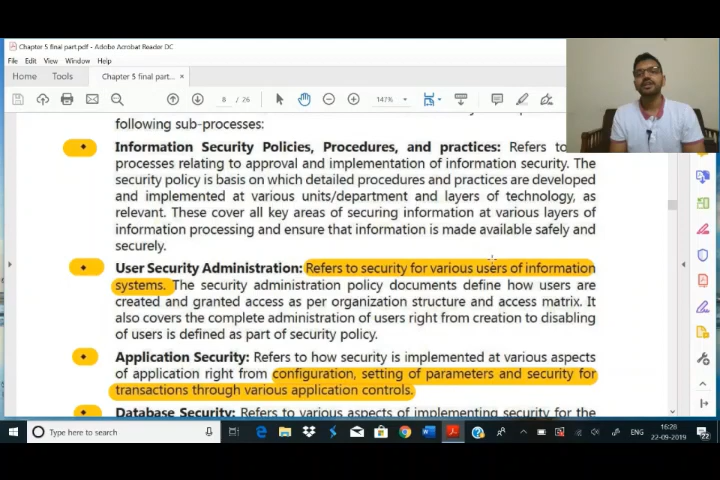 Chapter 5 final part.pdf - Adobe Acrobat Reader DC
File Edit View Window Help
Home Tools Chapter 5 final part... ×
8 / 26 147%
following sub-processes:
Information Security Policies, Procedures, and practices: Refers to
processes relating to approval and implementation of information security. The
security policy is basis on which detailed procedures and practices are developed
and implemented at various units/department and layers of technology, as
relevant. These cover all key areas of securing information at various layers of
information processing and ensure that information is made available safely and
securely.
User Security Administration: Refers to security for various users of information
systems. The security administration policy documents define how users are
created and granted access as per organization structure and access matrix. It
also covers the complete administration of users right from creation to disabling
of users is defined as part of security policy.
Application Security: Refers to how security is implemented at various aspects
of application right from configuration, setting of parameters and security for
transactions through various application controls.
Database Security: Refers to various aspects of implementing security for the
Type here to search
ENG
16:28
22-09-2019
22